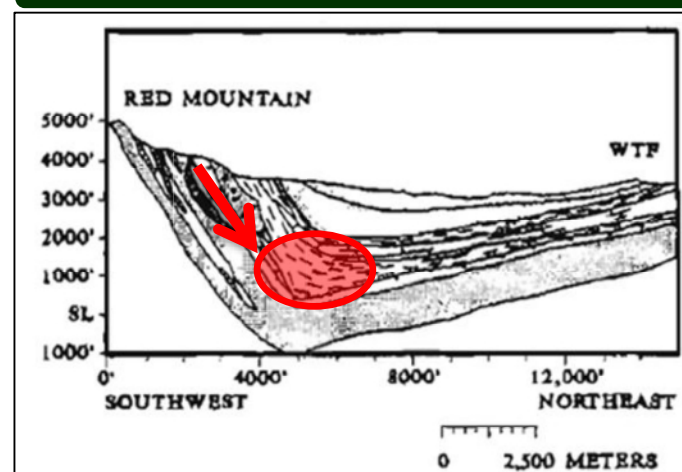 RED MOUNTAIN
WTF
5000'
4000'
3000'
2000'
1000'
SL
1000'
0' 4000' 8000' 12,000'
SOUTHWEST NORTHEAST
0 2,500 METERS